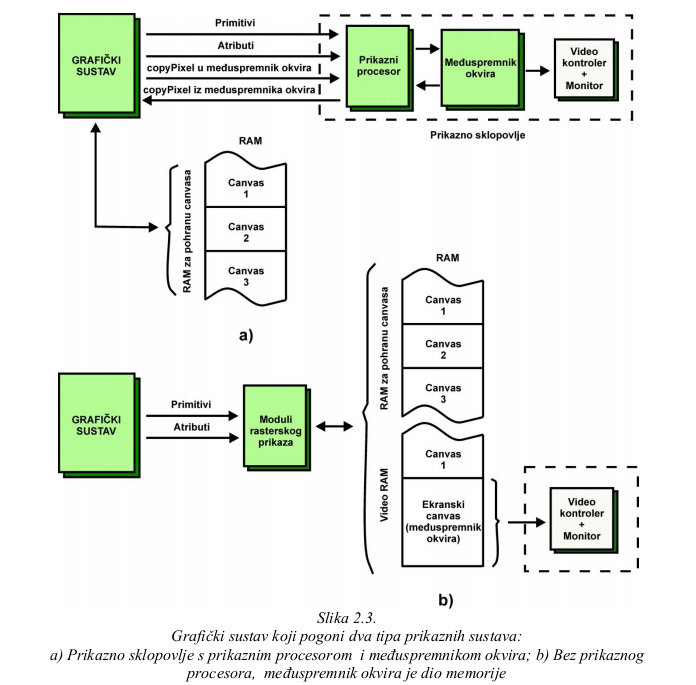 Primitivi
Atributi
copyPixel u meduspremnik okvira
copyPixel iz meduspremnika okvira
GRAFIČKI
SUSTAV
Prikazni
procesor
Meduspremnik
okvira
Video
kontroler
+
Monitor
Prikazno sklopovlje
RAM
RAM za pohranu canvasa
Canvas
1
Canvas
2
Canvas
3
a)
RAM
RAM za pohranu canvasa
Canvas
1
Canvas
2
Canvas
3
GRAFIČKI
SUSTAV
Primitivi
Atributi
Moduli
rasterskog
prikaza
Video RAM
Canvas
1
Ekranski
canvas
(meduspremnik
okvira)
Video
kontroler
+
Monitor
b)
Slika 2.3.
Grafički sustav koji pogoni dva tipa prikaznih sustava:
a) Prikazno sklopovlje s prikaznim procesorom i međuspremnikom okvira; b) Bez prikaznog
procesora, međuspremnik okvira je dio memorije